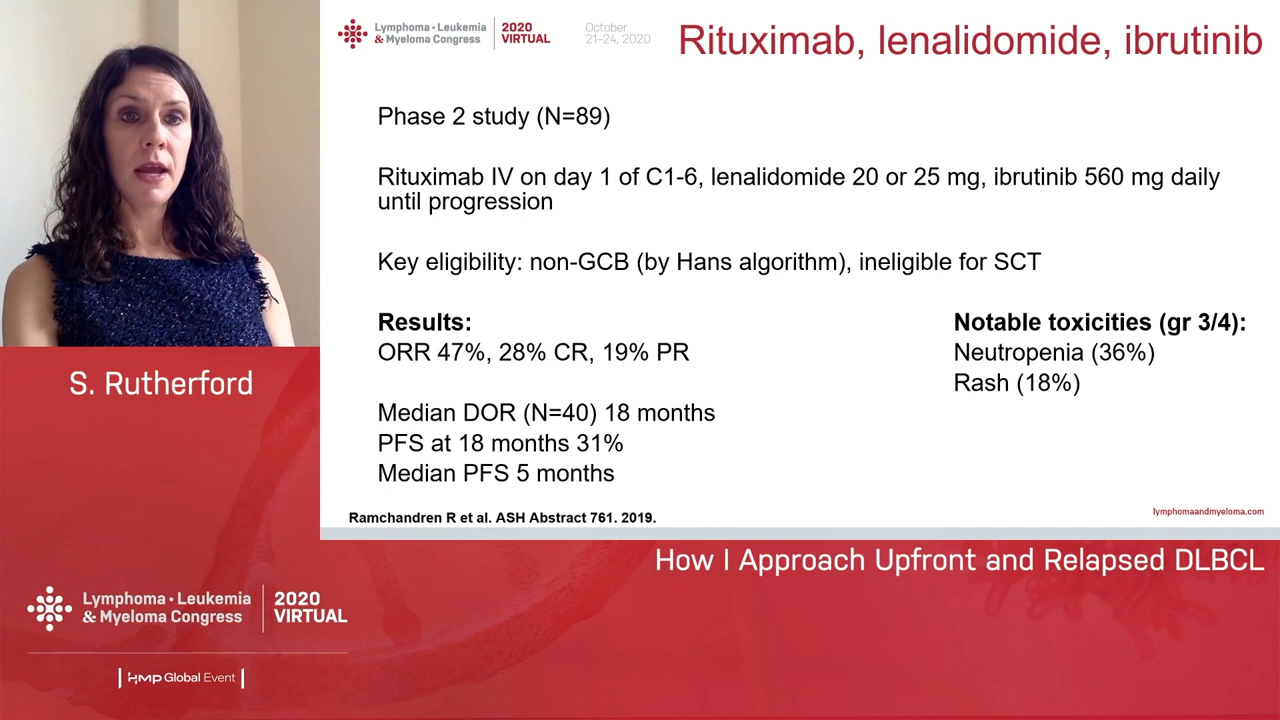 Lymphoma • Leukemia
& Myeloma Congress
2020
VIRTUAL
October
21–24, 2020
Rituximab, lenalidomide, ibrutinib
Phase 2 study (N=89)
Rituximab IV on day 1 of C1-6, lenalidomide 20 or 25 mg, ibrutinib 560 mg daily
until progression
Key eligibility: non-GCB (by Hans algorithm), ineligible for SCT
Results:
ORR 47%, 28% CR, 19% PR
Median DOR (N=40) 18 months
PFS at 18 months 31%
Median PFS 5 months
Notable toxicities (gr 3/4):
Neutropenia (36%)
Rash (18%)
Ramchandren R et al. ASH Abstract 761. 2019.
lymphomaandmyeloma.com
S. Rutherford
How I Approach Upfront and Relapsed DLBCL
Lymphoma • Leukemia
& Myeloma Congress
2020
VIRTUAL
HMP Global Event